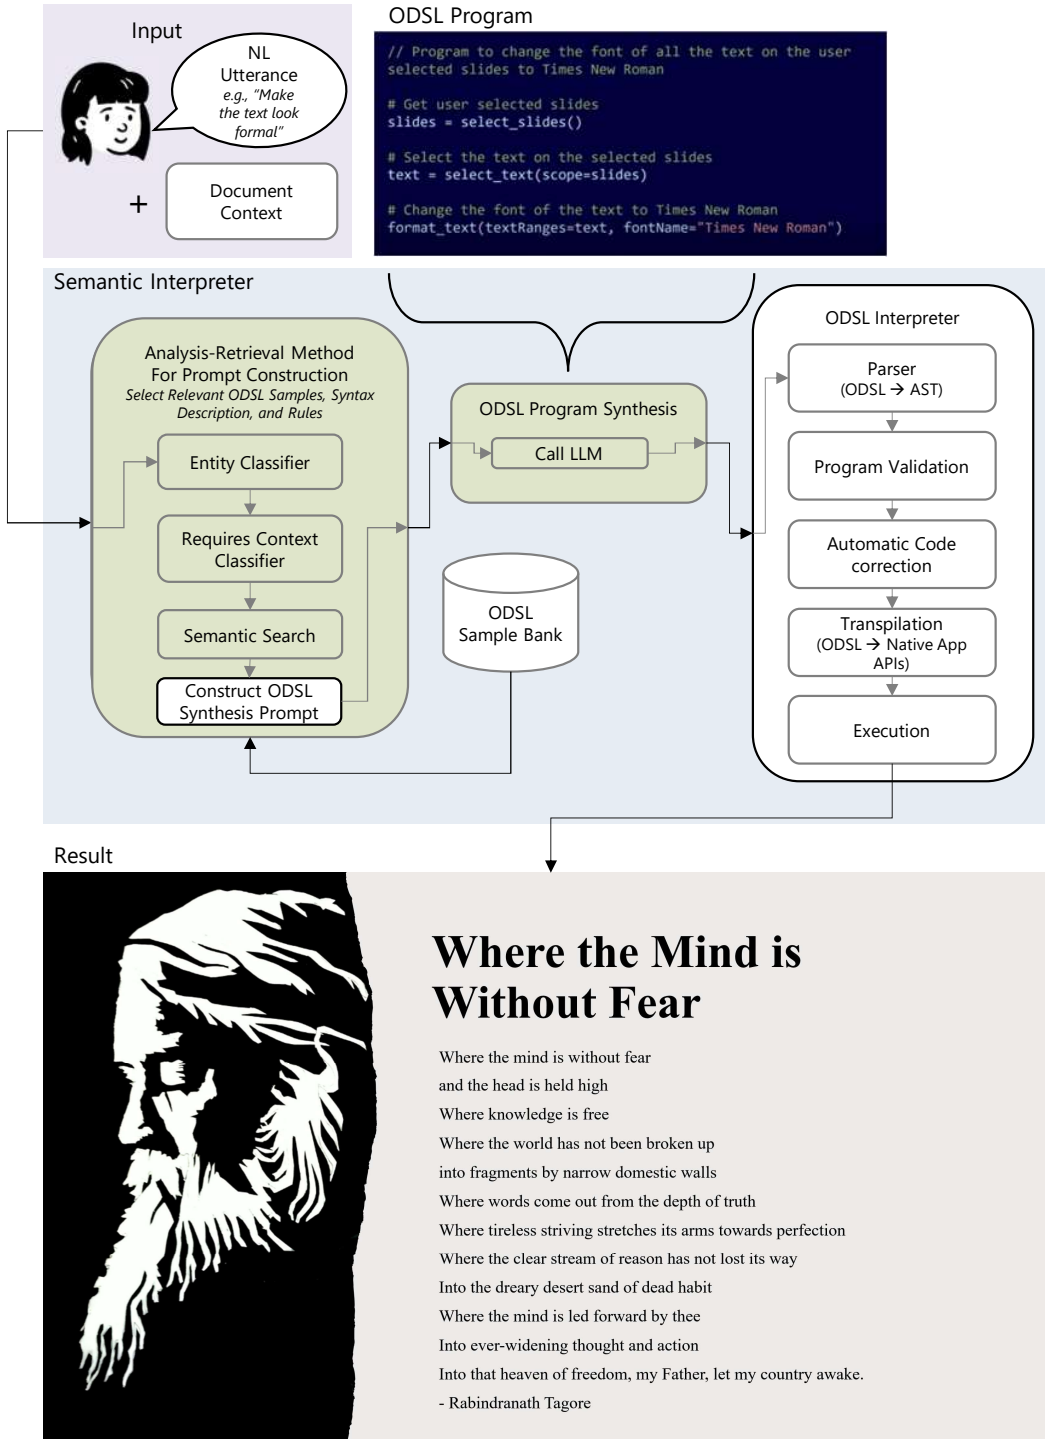 Input
NL
Utterance
e.g., "Make
the text look
formal"
+
Document
Context
ODSL Program
// Program to change the font of all the text on the user
selected slides to Times New Roman
# Get user selected slides
slides = select_slides()
# Select the text on the selected slides
text = select_text(scope=slides)
# Change the font of the text to Times New Roman
format_text(textRanges=text, fontName="Times New Roman")
Semantic Interpreter
Analysis-Retrieval Method
For Prompt Construction
Select Relevant ODSL Samples, Syntax
Description, and Rules
Entity Classifier
Requires Context
Classifier
Semantic Search
Construct ODSL
Synthesis Prompt
ODSL Program Synthesis
Call LLM
ODSL
Sample Bank
ODSL Interpreter
Parser
(ODSL → AST)
Program Validation
Automatic Code
correction
Transpilation
(ODSL → Native App
APIs)
Execution
Result
Where the Mind is
Without Fear
Where the mind is without fear
and the head is held high
Where knowledge is free
Where the world has not been broken up
into fragments by narrow domestic walls
Where words come out from the depth of truth
Where tireless striving stretches its arms towards perfection
Where the clear stream of reason has not lost its way
Into the dreary desert sand of dead habit
Where the mind is led forward by thee
Into ever-widening thought and action
Into that heaven of freedom, my Father, let my country awake.
- Rabindranath Tagore